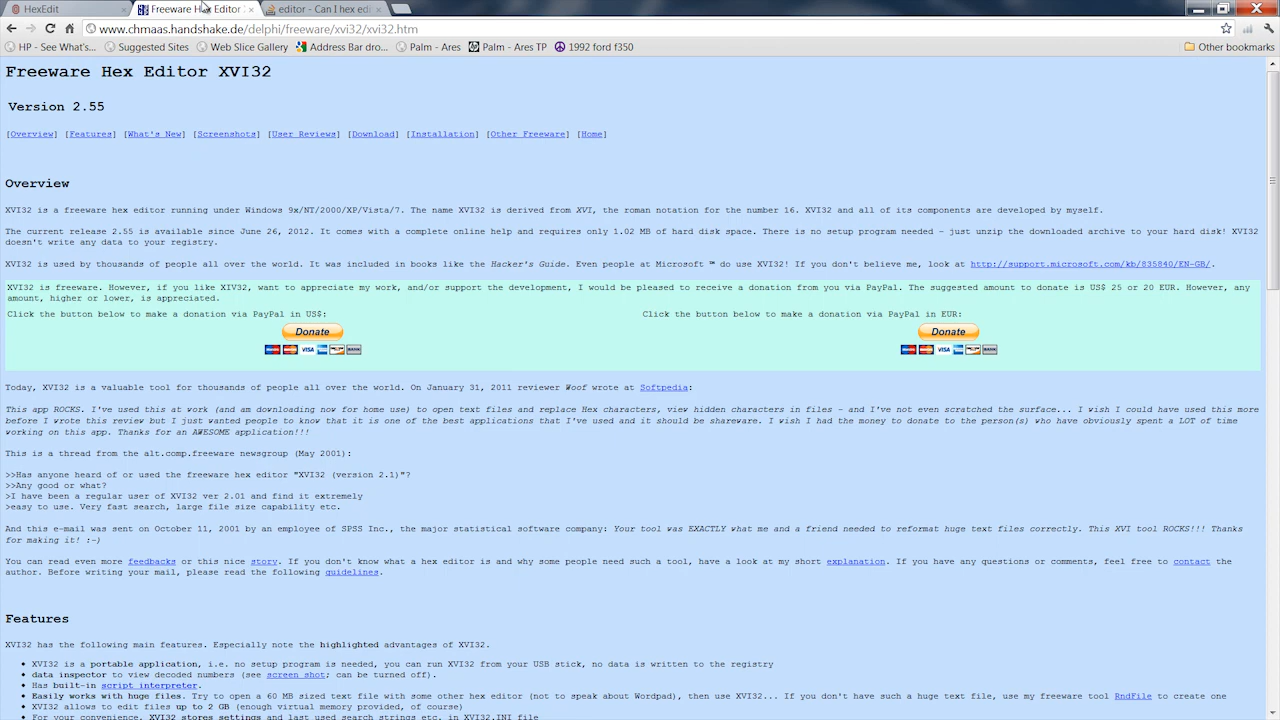 HexEdit
Freeware Hex Editor
editor - Can I hex edi
www.chmaas.handshake.de/delphi/freeware/xvi32/xvi32.htm
HP - See What's... Suggested Sites Web Slice Gallery Address Bar dro... Palm - Ares Palm - Ares TP 1992 ford f350 Other bookmarks
Freeware Hex Editor XVI32
Version 2.55
[Overview] [Features] [What's New] [Screenshots] [User Reviews] [Download] [Installation] [Other Freeware] [Home]
Overview
XVI32 is a freeware hex editor running under Windows 9x/NT/2000/XP/Vista/7. The name XVI32 is derived from XVI, the roman notation for the number 16. XVI32 and all of its components are developed by myself.
The current release 2.55 is available since June 26, 2012. It comes with a complete online help and requires only 1.02 MB of hard disk space. There is no setup program needed - just unzip the downloaded archive to your hard disk! XVI32
doesn't write any data to your registry.
XVI32 is used by thousands of people all over the world. It was included in books like the Hacker's Guide. Even people at Microsoft ™ do use XVI32! If you don't believe me, look at http://support.microsoft.com/kb/835840/EN-GB/.
XVI32 is freeware. However, if you like XIV32, want to appreciate my work, and/or support the development, I would be pleased to receive a donation from you via PayPal. The suggested amount to donate is US$ 25 or 20 EUR. However, any
amount, higher or lower, is appreciated.
Click the button below to make a donation via PayPal in US$: Click the button below to make a donation via PayPal in EUR:
Donate Donate
VISA VISA
Today, XVI32 is a valuable tool for thousands of people all over the world. On January 31, 2011 reviewer Woof wrote at Softpedia:
This app ROCKS. I've used this at work (and am downloading now for home use) to open text files and replace Hex characters, view hidden characters in files - and I've not even scratched the surface... I wish I could have used this more
before I wrote this review but I just wanted people to know that it is one of the best applications that I've used and it should be shareware. I wish I had the money to donate to the person(s) who have obviously spent a LOT of time
working on this app. Thanks for an AWESOME application!!!
This is a thread from the alt.comp.freeware newsgroup (May 2001):
>>Has anyone heard of or used the freeware hex editor "XVI32 (version 2.1)"?
>>Any good or what?
>I have been a regular user of XVI32 ver 2.01 and find it extremely
>easy to use. Very fast search, large file size capability etc.
And this e-mail was sent on October 11, 2001 by an employee of SPSS Inc., the major statistical software company: Your tool was EXACTLY what me and a friend needed to reformat huge text files correctly. This XVI tool ROCKS!!! Thanks
for making it! :-)
You can read even more feedbacks or this nice story. If you don't know what a hex editor is and why some people need such a tool, have a look at my short explanation. If you have any questions or comments, feel free to contact the
author. Before writing your mail, please read the following guidelines.
Features
XVI32 has the following main features. Especially note the highlighted advantages of XVI32.
• XVI32 is a portable application, i.e. no setup program is needed, you can run XVI32 from your USB stick, no data is written to the registry
• data inspector to view decoded numbers (see screen shot; can be turned off).
• Has built-in script interpreter.
• Easily works with huge files. Try to open a 60 MB sized text file with some other hex editor (not to speak about Wordpad), then use XVI32... If you don't have such a huge text file, use my freeware tool RndFile to create one
• XVI32 allows to edit files up to 2 GB (enough virtual memory provided, of course)
• For your convenience, XVI32 stores settings and last used search strings etc. in XVI32.INI file